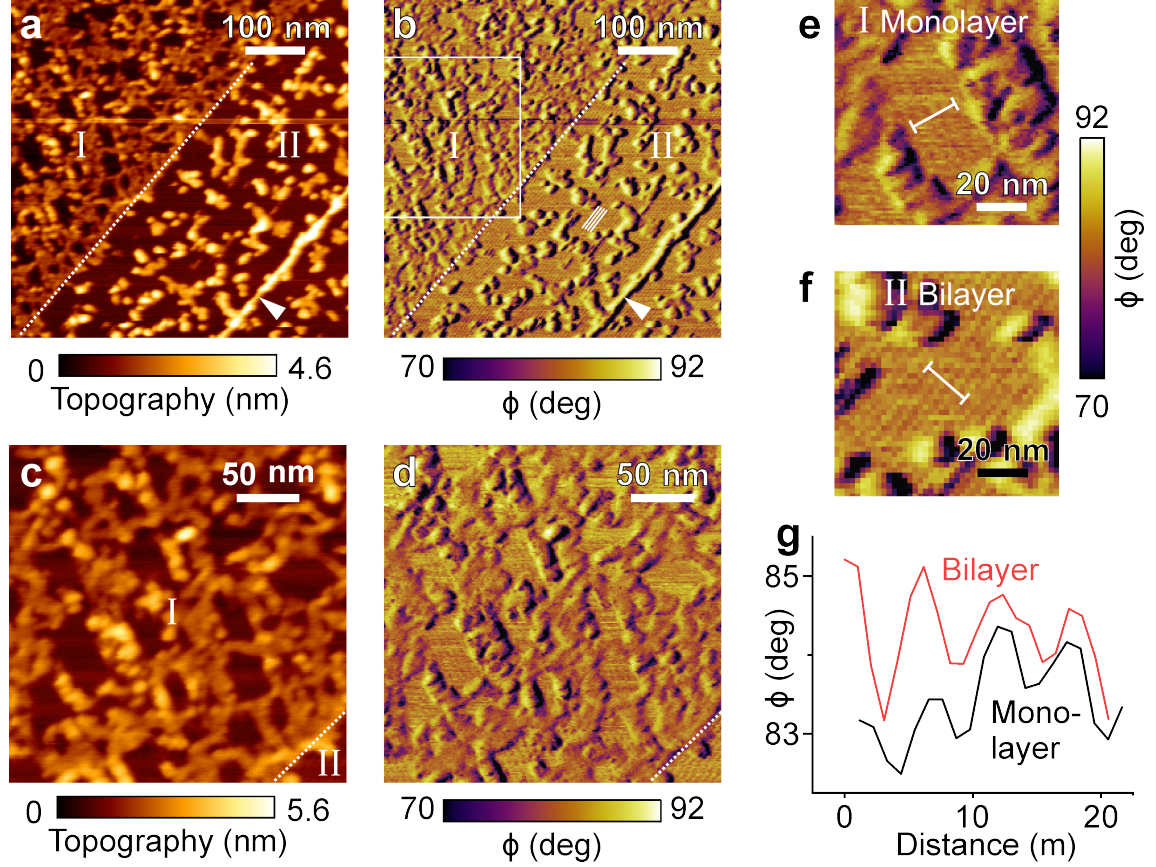 a
100 nm
I
II
0
4.6
Topography (nm)
b
100 nm
I
II
70
92
ϕ (deg)
c
50 nm
I
II
0
5.6
Topography (nm)
d
50 nm
70
92
ϕ (deg)
e
I Monolayer
20 nm
f
II Bilayer
20 nm
92
ϕ (deg)
70
g
85
83
ϕ (deg)
Bilayer
Mono-
layer
0
10
20
Distance (m)